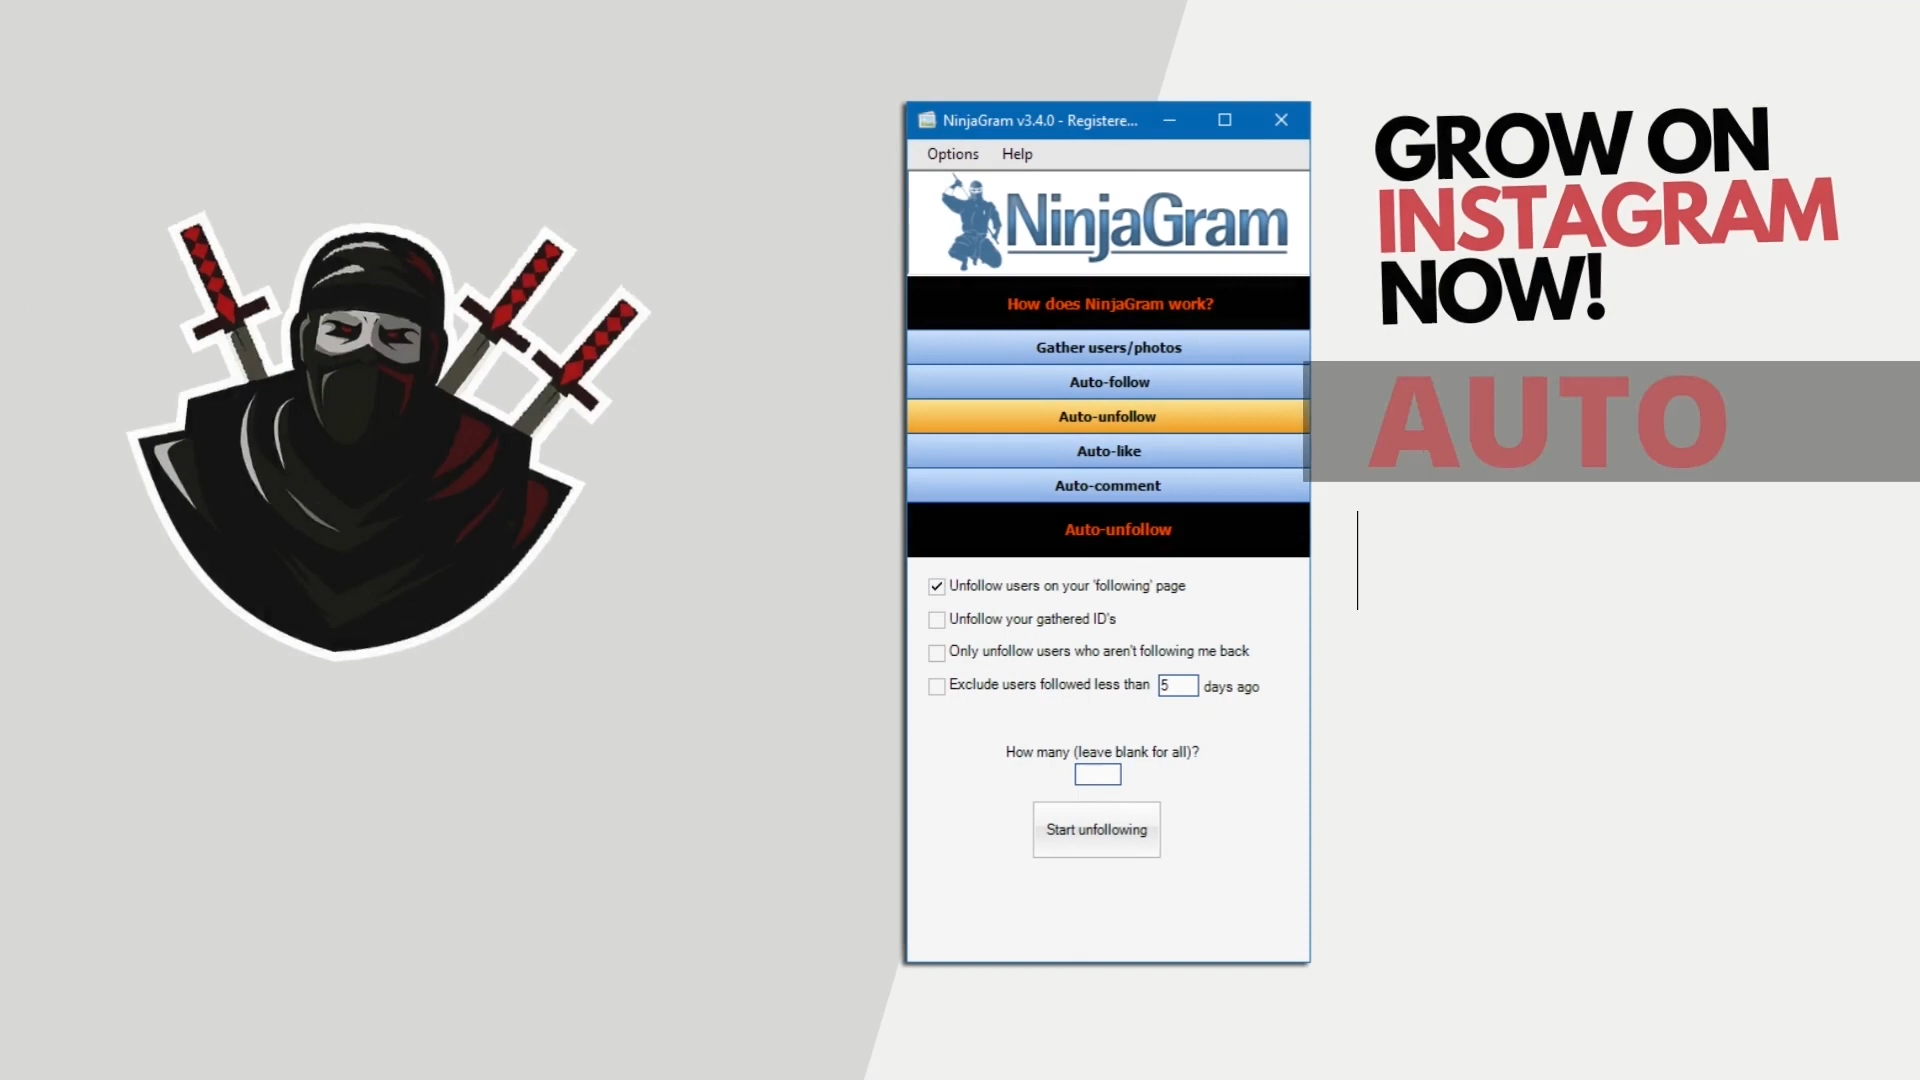 NinjaGram v3.4.0 - Registere...
Options Help
NinjaGram
How does NinjaGram work?
Gather users/photos
Auto-follow
Auto-unfollow
Auto-like
Auto-comment
Auto-unfollow
Unfollow users on your 'following' page
Unfollow your gathered ID's
Only unfollow users who aren't following me back
Exclude users followed less than 5 days ago
How many (leave blank for all)?
Start unfollowing
GROW ON
INSTAGRAM
NOW!
AUTO